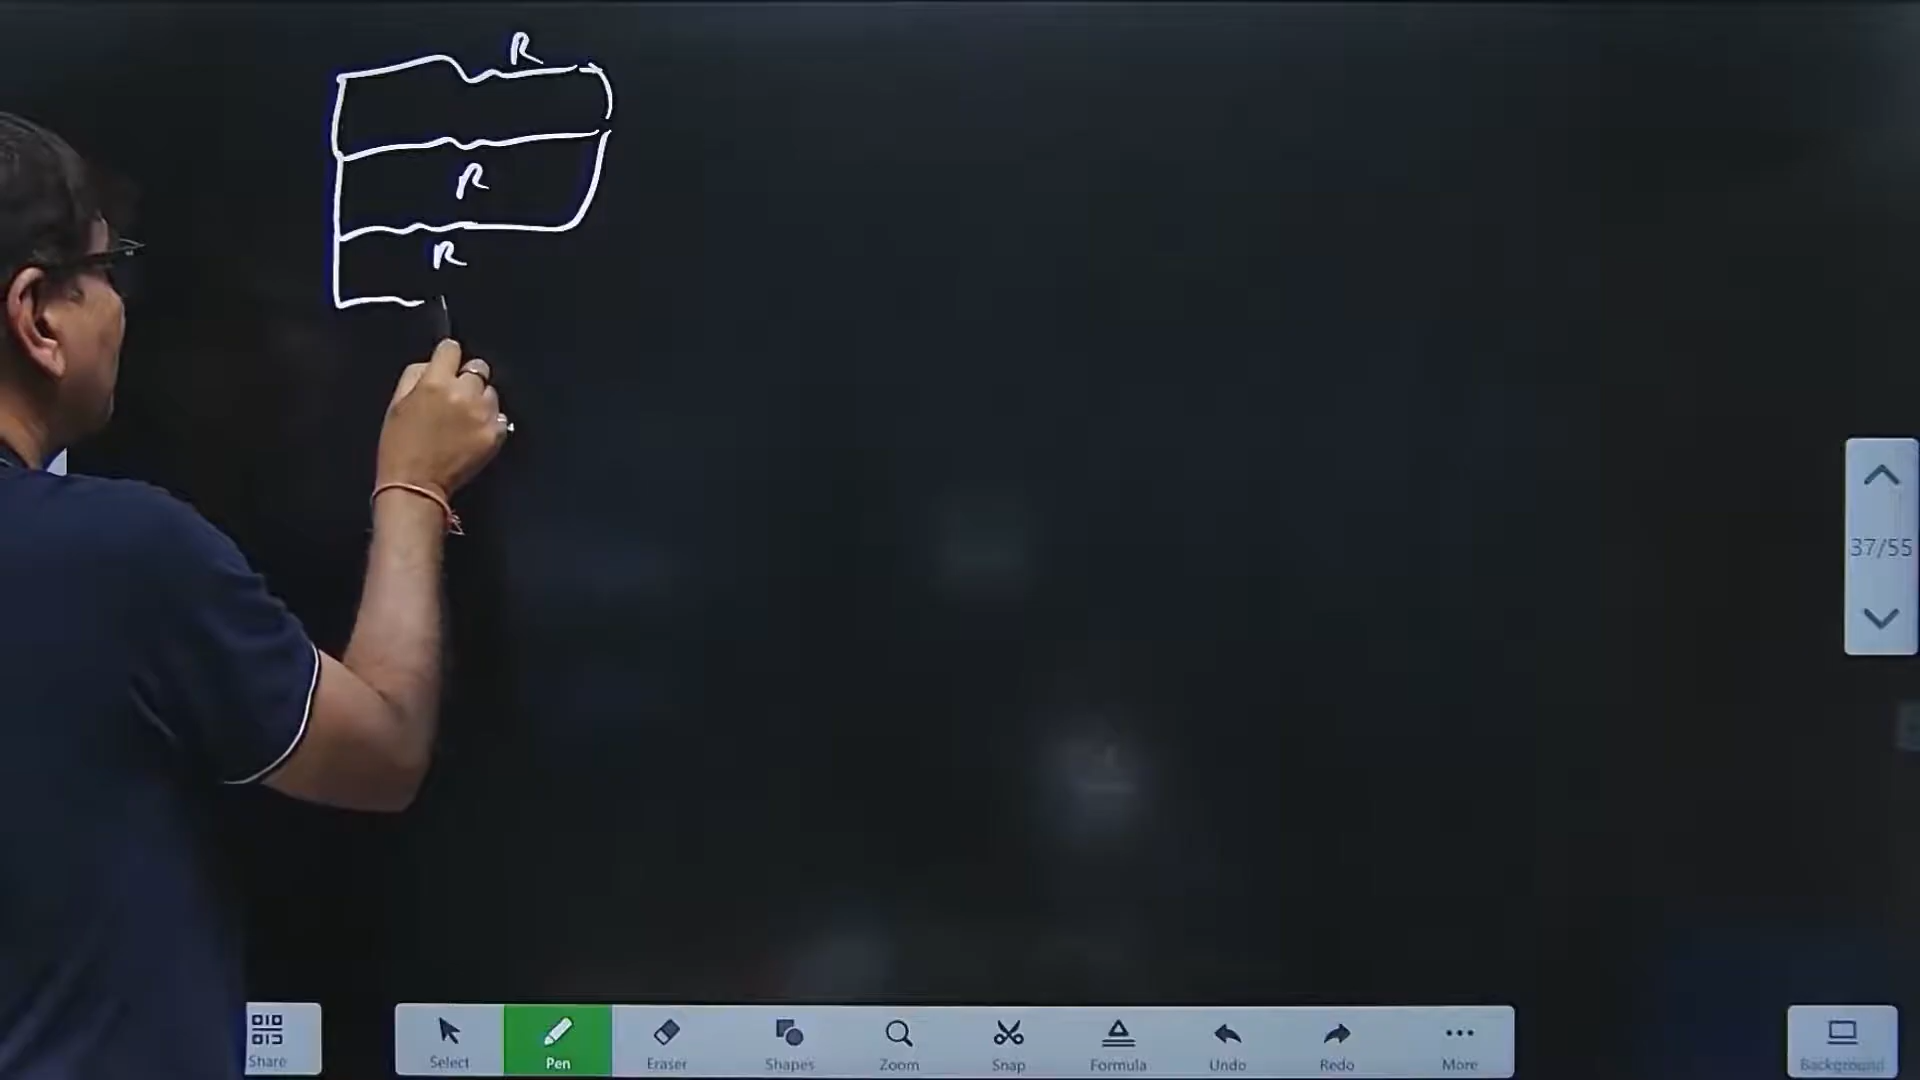 R
R
R
37/55
Share
Select
Pen
Eraser
Shapes
Zoom
Snap
Formula
Undo
Redo
More
Background